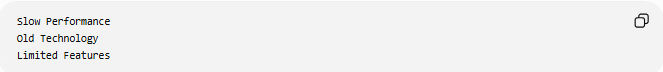 Slow Performance
Old Technology
Limited Features